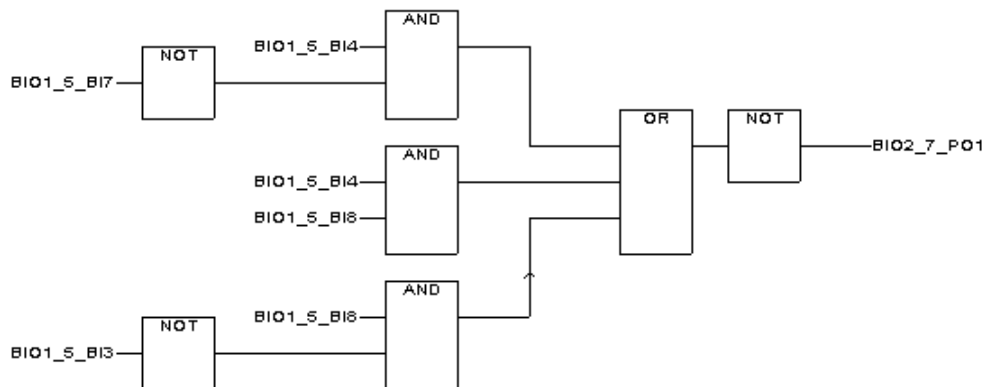 AND
BIO1_5_BI4
NOT
BIO1_5_BI7
OR
NOT
BIO2_7_PO1
AND
BIO1_5_BI4
BIO1_5_BI8
AND
BIO1_5_BI8
NOT
BIO1_5_BI3